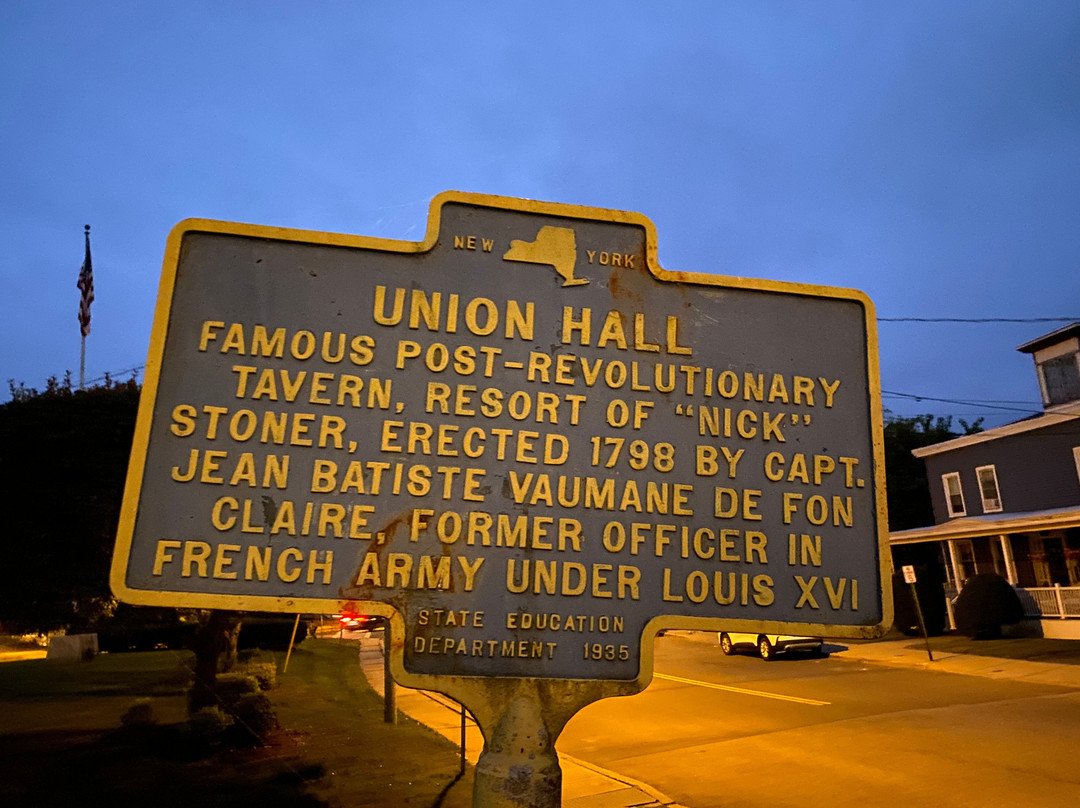 NEW YORK
UNION HALL
FAMOUS POST-REVOLUTIONARY
TAVERN, RESORT OF "NICK"
STONER, ERECTED 1798 BY CAPT.
JEAN BATISTE VAUMANE DE FON
CLAIRE, FORMER OFFICER IN
FRENCH ARMY UNDER LOUIS XVI
STATE EDUCATION
DEPARTMENT 1935